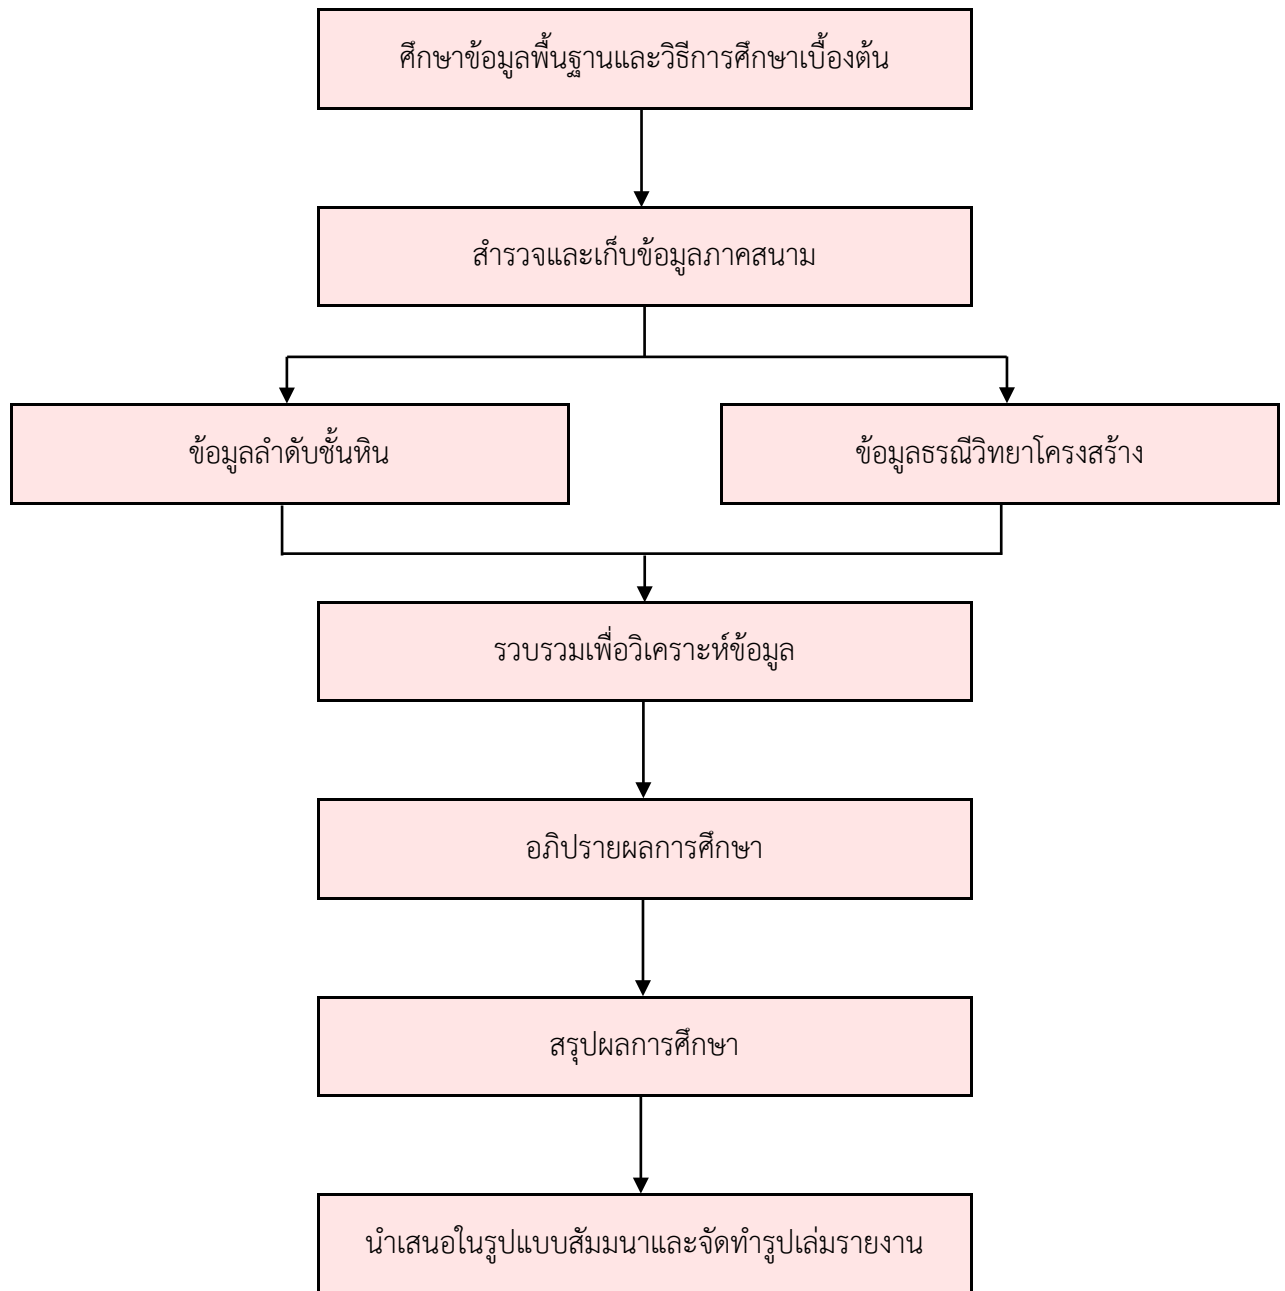 ศึกษาข้อมูลพื้นฐานและวิธีการศึกษาเบื้องต้น
สำรวจและเก็บข้อมูลภาคสนาม
ข้อมูลลำดับชั้นหิน
ข้อมูลธรณีวิทยาโครงสร้าง
รวบรวมเพื่อวิเคราะห์ข้อมูล
อภิปรายผลการศึกษา
สรุปผลการศึกษา
นำเสนอในรูปแบบสัมมนาและจัดทำรูปเล่มรายงาน